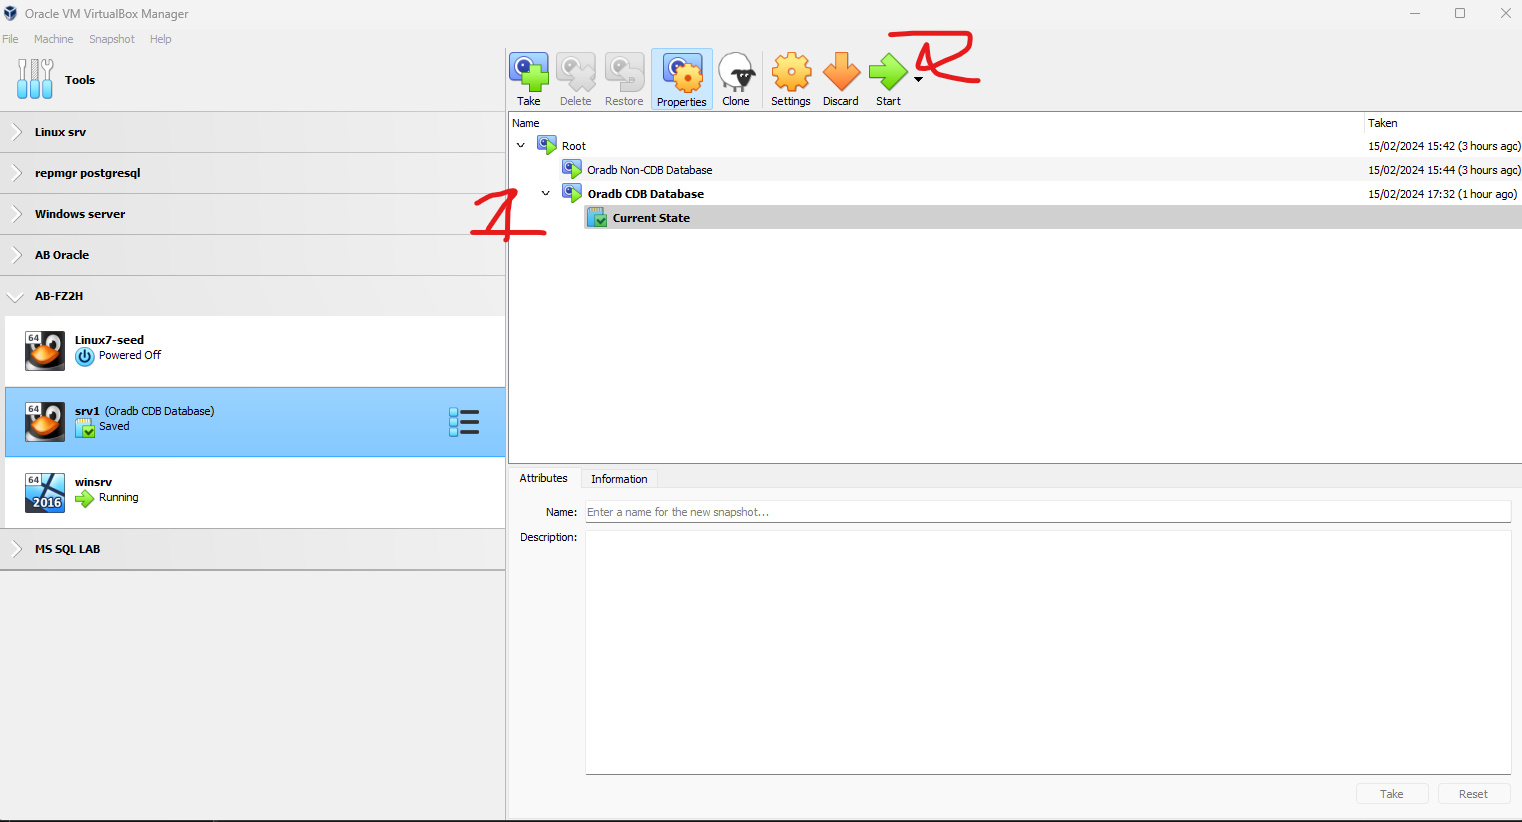 Oracle VM VirtualBox Manager
File Machine Snapshot Help
Tools
Take Delete Restore Properties Clone Settings Discard Start
2
Linux srv
repmgr postgresql
Windows server
AB Oracle
AB-FZ2H
64
Linux7-seed
Powered Off
64
srv1 (Oradb CDB Database)
Saved
64
2016
winsrv
Running
MS SQL LAB
Name Taken
Root 15/02/2024 15:42 (3 hours ago)
Oradb Non-CDB Database 15/02/2024 15:44 (3 hours ago)
1
Oradb CDB Database 15/02/2024 17:32 (1 hour ago)
Current State
Attributes Information
Name: Enter a name for the new snapshot...
Description:
Take Reset